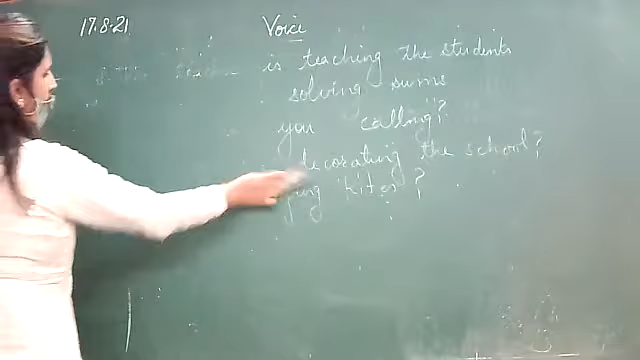 17.8.21
Voice
is teaching the students
solving sums
you calling?
decorating the school?
kites?